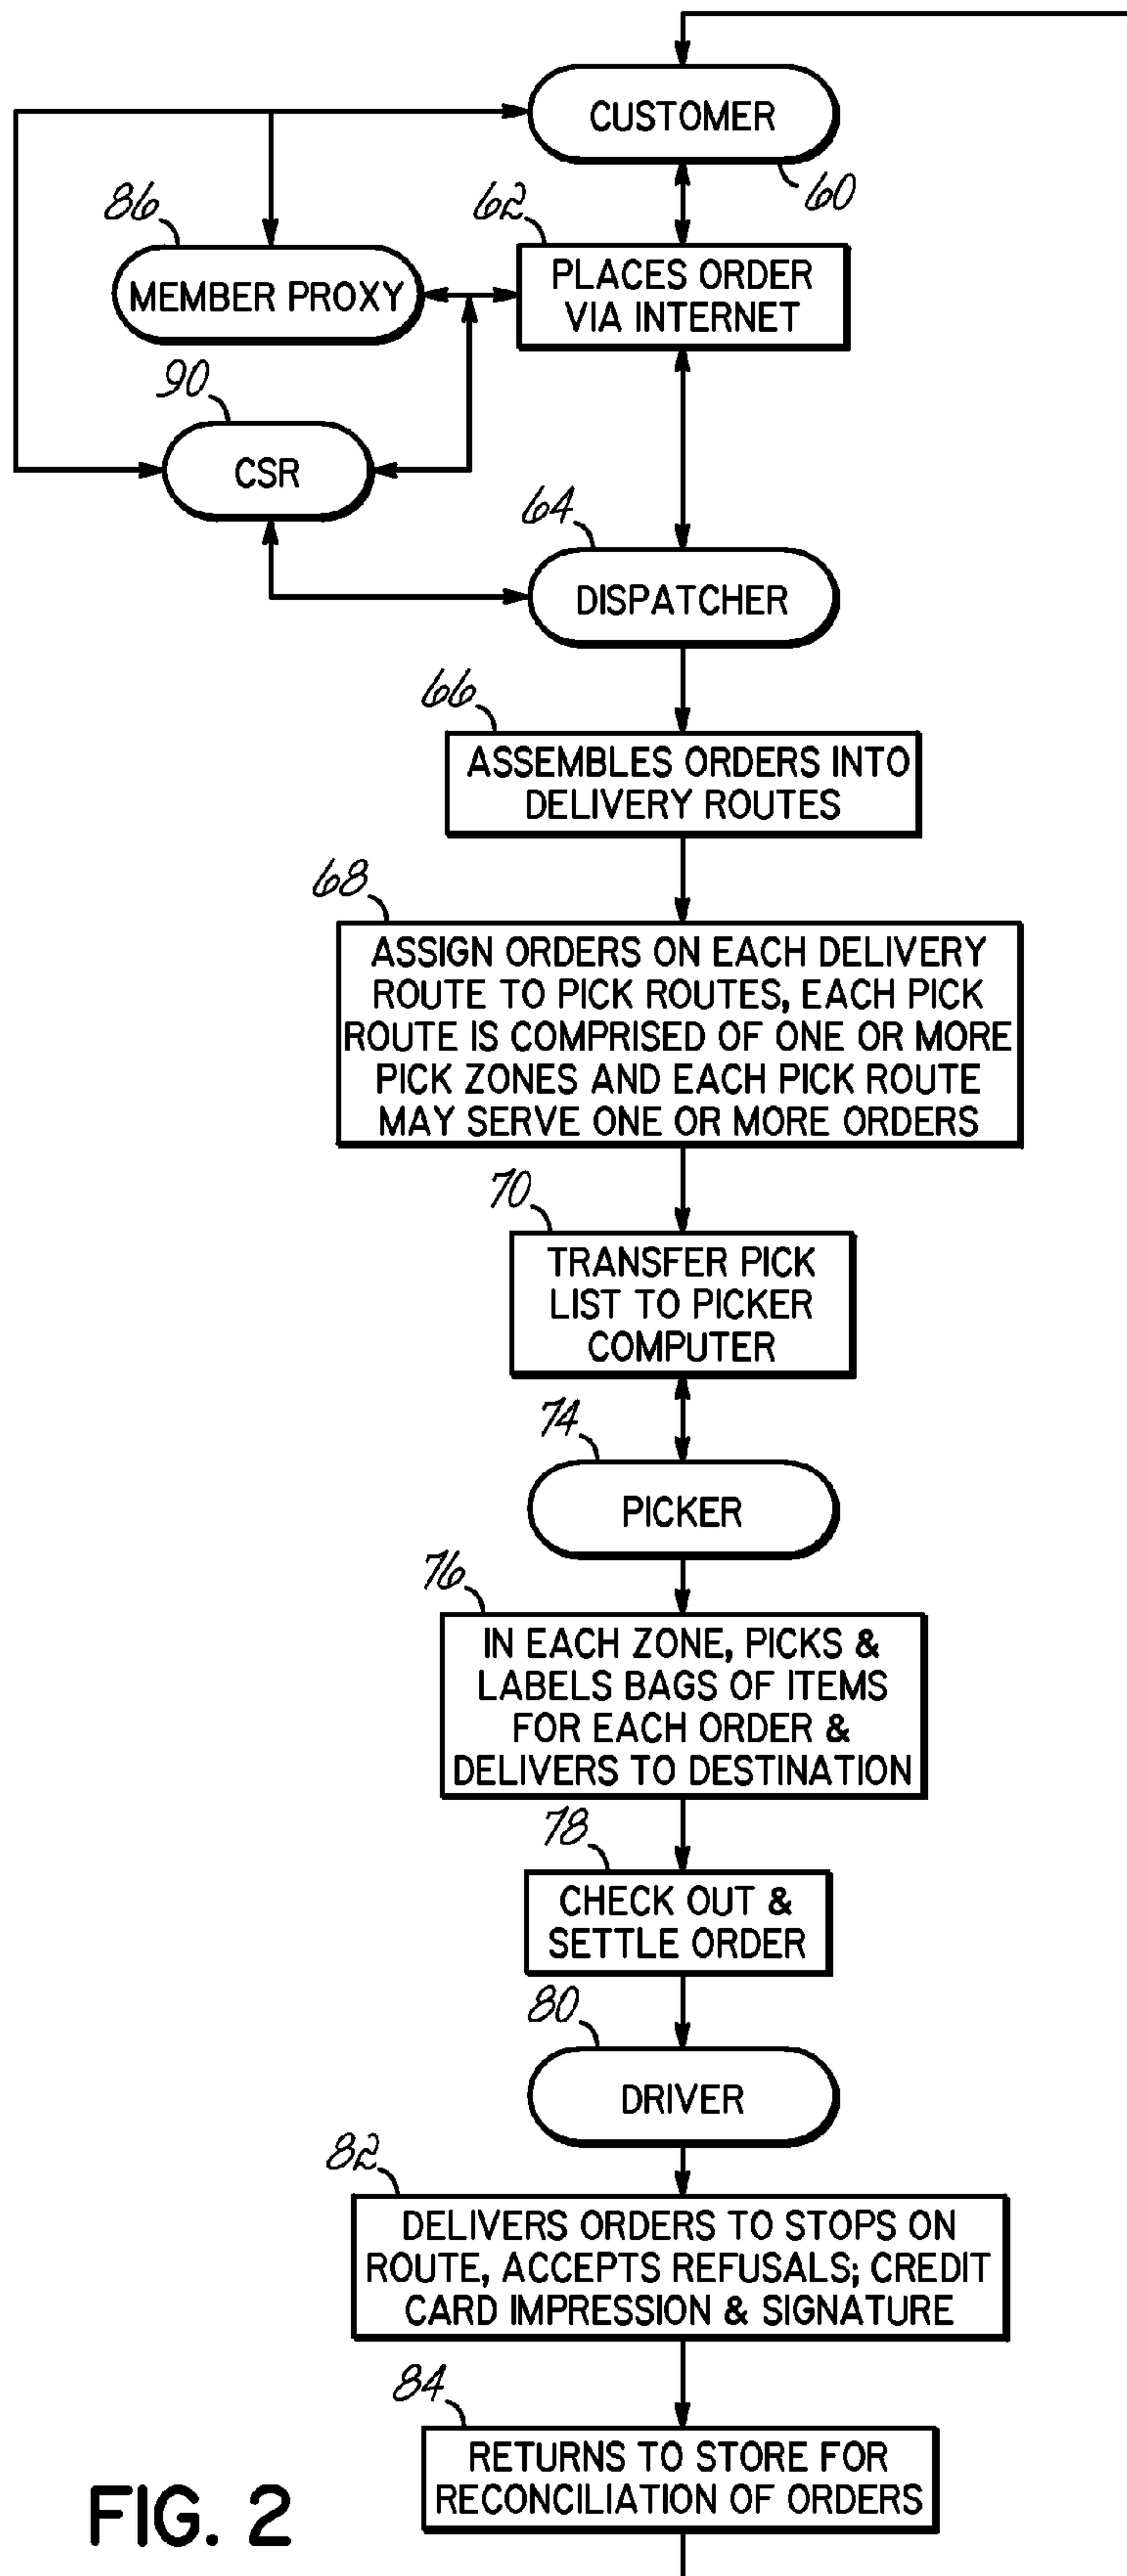 CUSTOMER
60
86
62
MEMBER PROXY
PLACES ORDER
VIA INTERNET
90
CSR
64
DISPATCHER
66
ASSEMBLES ORDERS INTO
DELIVERY ROUTES
68
ASSIGN ORDERS ON EACH DELIVERY
ROUTE TO PICK ROUTES, EACH PICK
ROUTE IS COMPRISED OF ONE OR MORE
PICK ZONES AND EACH PICK ROUTE
MAY SERVE ONE OR MORE ORDERS
70
TRANSFER PICK
LIST TO PICKER
COMPUTER
74
PICKER
76
IN EACH ZONE, PICKS &
LABELS BAGS OF ITEMS
FOR EACH ORDER &
DELIVERS TO DESTINATION
78
CHECK OUT &
SETTLE ORDER
80
DRIVER
82
DELIVERS ORDERS TO STOPS ON
ROUTE, ACCEPTS REFUSALS; CREDIT
CARD IMPRESSION & SIGNATURE
84
RETURNS TO STORE FOR
RECONCILIATION OF ORDERS
FIG. 2